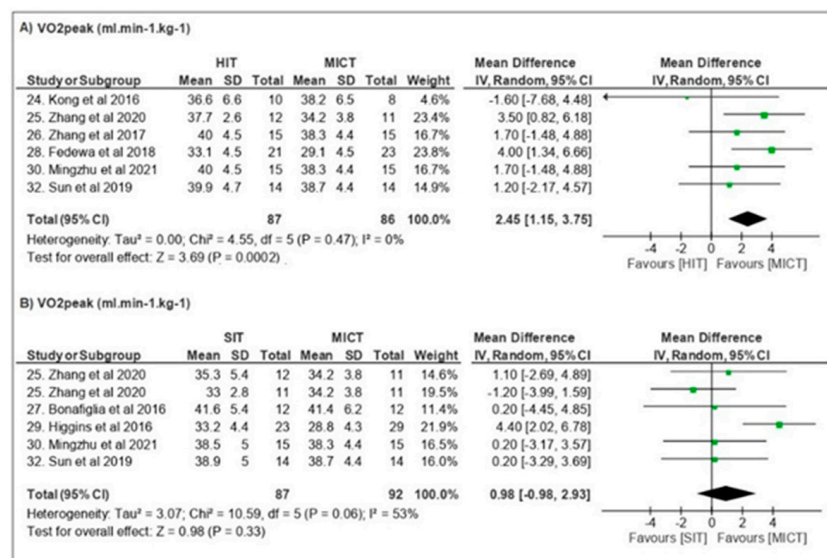 A) VO2peak (ml.min-1.kg-1)
HIT MICT Mean Difference Mean Difference
Study or Subgroup Mean SD Total Mean SD Total Weight IV, Random, 95% CI IV, Random, 95% CI
24. Kong et al 2016 36.6 6.6 10 38.2 6.5 8 4.6% -1.60 [-7.68, 4.48]
25. Zhang et al 2020 37.7 2.6 12 34.2 3.8 11 23.4% 3.50 [0.82, 6.18]
26. Zhang et al 2017 40 4.5 15 38.3 4.4 15 16.7% 1.70 [-1.48, 4.88]
28. Fedewa et al 2018 33.1 4.5 21 29.1 4.5 23 23.8% 4.00 [1.34, 6.66]
30. Mingzhu et al 2021 40 4.5 15 38.3 4.4 15 16.7% 1.70 [-1.48, 4.88]
32. Sun et al 2019 39.9 4.7 14 38.7 4.4 14 14.9% 1.20 [-2.17, 4.57]
Total (95% CI) 87 86 100.0% 2.45 [1.15, 3.75]
Heterogeneity: Tau² = 0.00; Chi² = 4.55, df = 5 (P = 0.47); I² = 0%
Test for overall effect: Z = 3.69 (P = 0.0002)
-4 -2 0 2 4
Favours [HIT] Favours [MICT]
B) VO2peak (ml.min-1.kg-1)
SIT MICT Mean Difference Mean Difference
Study or Subgroup Mean SD Total Mean SD Total Weight IV, Random, 95% CI IV, Random, 95% CI
25. Zhang et al 2020 35.3 5.4 12 34.2 3.8 11 14.6% 1.10 [-2.69, 4.89]
25. Zhang et al 2020 33 2.8 11 34.2 3.8 11 19.5% -1.20 [-3.99, 1.59]
27. Bonafiglia et al 2016 41.6 5.4 12 41.4 6.2 12 11.4% 0.20 [-4.45, 4.85]
29. Higgins et al 2016 33.2 4.4 23 28.8 4.3 29 21.9% 4.40 [2.02, 6.78]
30. Mingzhu et al 2021 38.5 5 15 38.3 4.4 15 16.6% 0.20 [-3.17, 3.57]
32. Sun et al 2019 38.9 5 14 38.7 4.4 14 16.0% 0.20 [-3.29, 3.69]
Total (95% CI) 87 92 100.0% 0.98 [-0.98, 2.93]
Heterogeneity: Tau² = 3.07; Chi² = 10.59, df = 5 (P = 0.06); I² = 53%
Test for overall effect: Z = 0.98 (P = 0.33)
-4 -2 0 2 4
Favours [SIT] Favours [MICT]